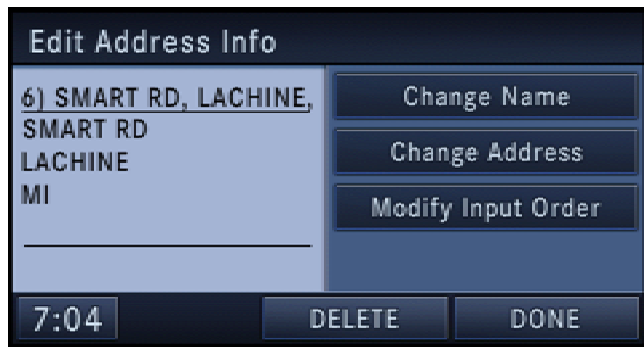 Edit Address Info
6) SMART RD, LACHINE,
SMART RD
LACHINE
MI
Change Name
Change Address
Modify Input Order
7:04
DELETE
DONE